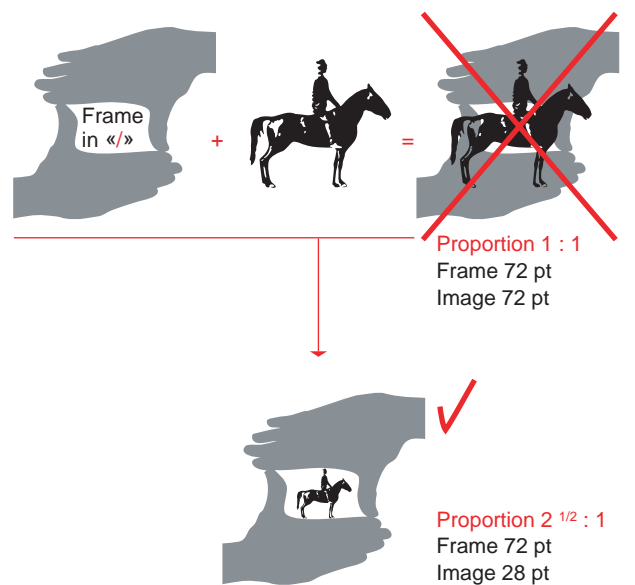 Frame
in «/»
+
=
Proportion 1 : 1
Frame 72 pt
Image 72 pt
Proportion 2 1/2 : 1
Frame 72 pt
Image 28 pt